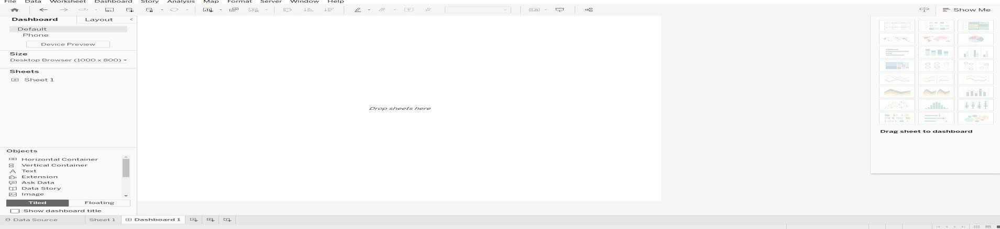 File Data Worksheet Dashboard Story Analysis Map Format Server Window Help
Show Me
Dashboard Layout <
Default
Phone
Device Preview
Size
Desktop Browser (1000 x 800)
Sheets
Sheet 1
Drop sheets here
Drag sheet to dashboard
Objects
Horizontal Container
Vertical Container
Text
Extension
Ask Data
Data Story
Image
Tiled Floating
Show dashboard title
Data Source Sheet 1 Dashboard 1